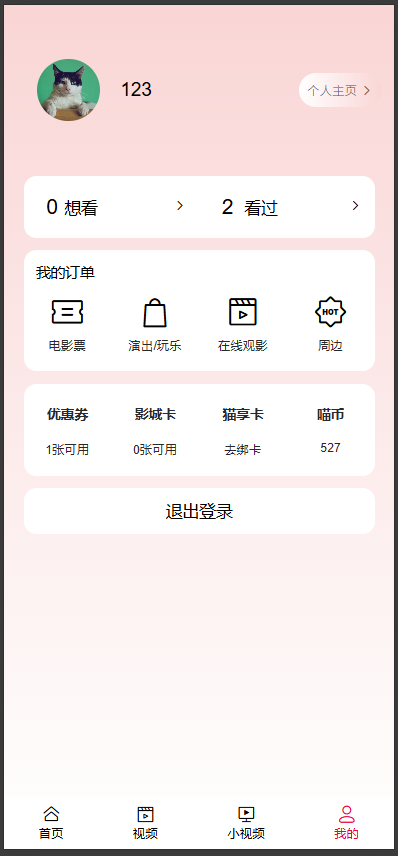 123
个人主页
0 想看 2 看过
我的订单
HOT
电影票 演出/玩乐 在线观影 周边
优惠券 影城卡 猫享卡 喵币
1张可用 0张可用 去绑卡 527
退出登录
首页 视频 小视频 我的